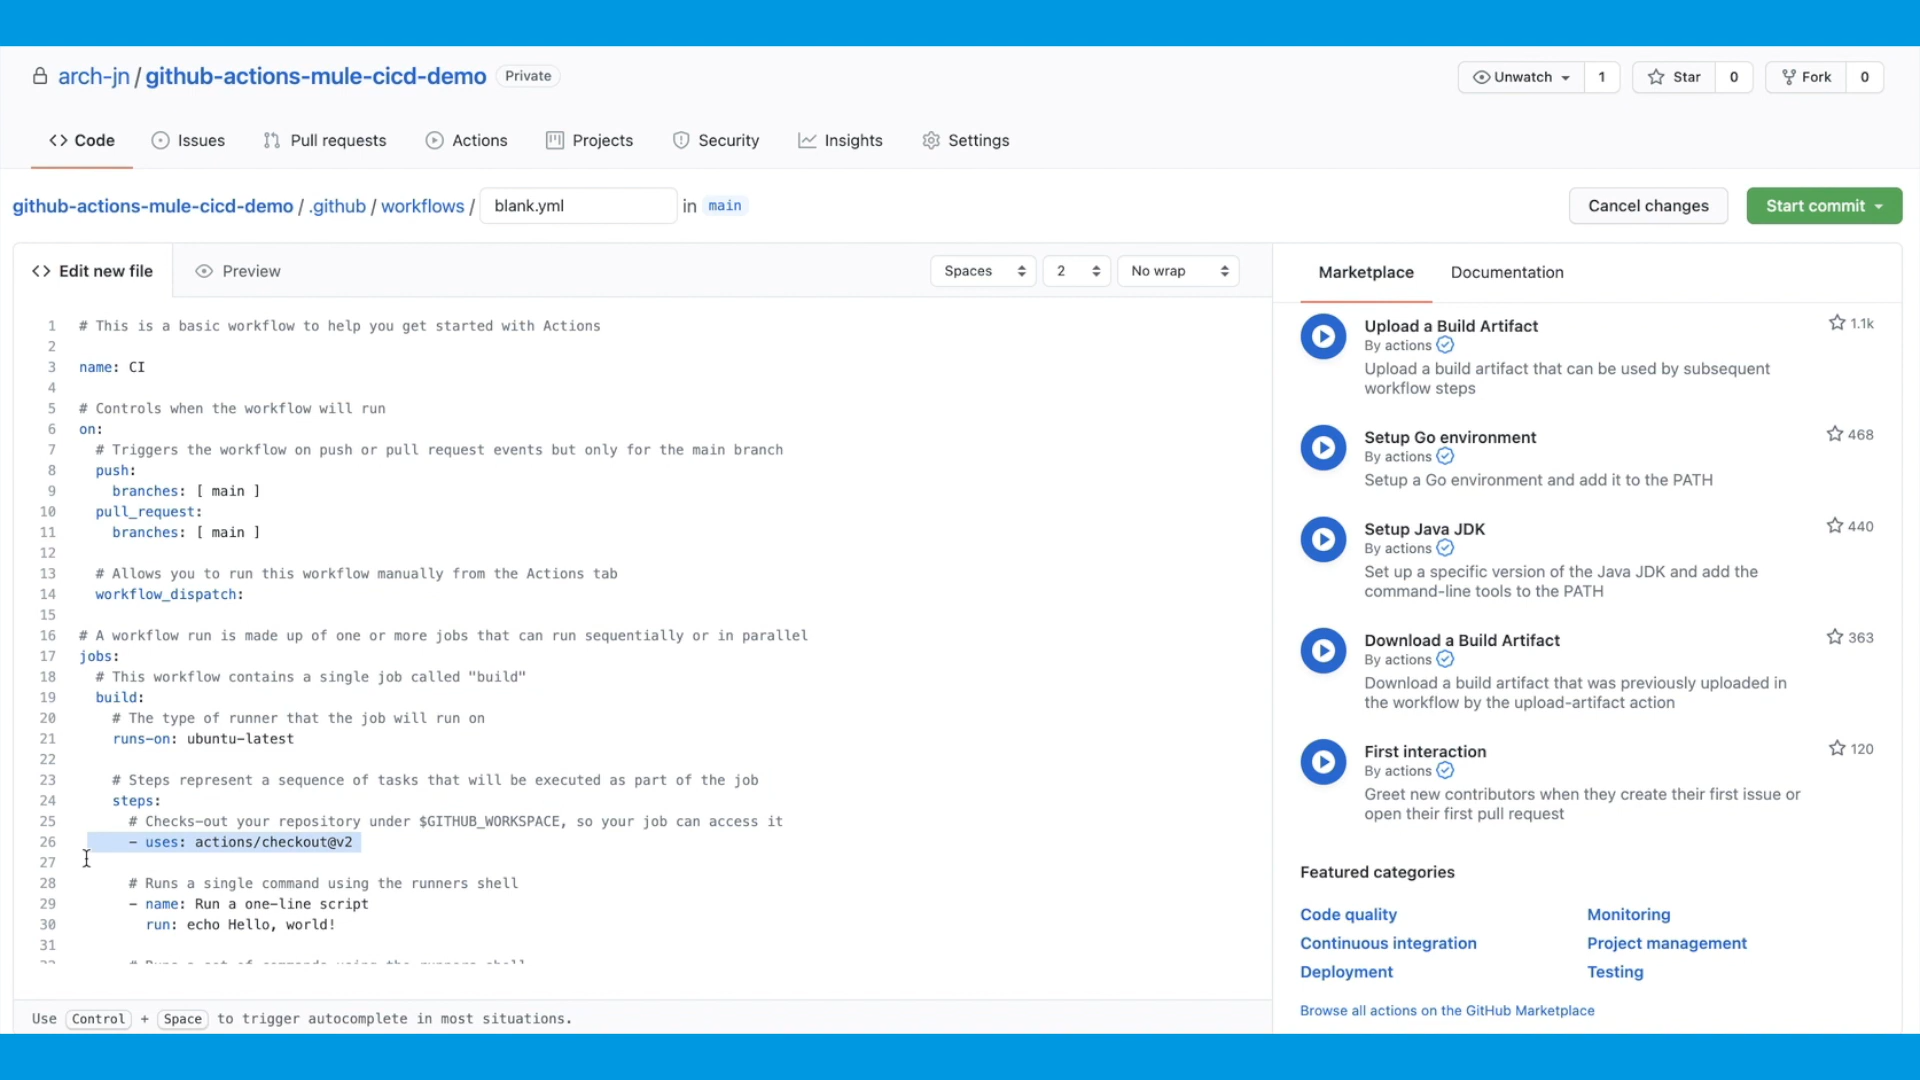 arch-jn / github-actions-mule-cicd-demo Private
Unwatch 1 Star 0 Fork 0
Code Issues Pull requests Actions Projects Security Insights Settings
github-actions-mule-cicd-demo / .github / workflows / blank.yml in main
Cancel changes Start commit
Edit new file Preview
Spaces 2 No wrap
1 # This is a basic workflow to help you get started with Actions
2
3 name: CI
4
5 # Controls when the workflow will run
6 on:
7 # Triggers the workflow on push or pull request events but only for the main branch
8 push:
9 branches: [ main ]
10 pull_request:
11 branches: [ main ]
12
13 # Allows you to run this workflow manually from the Actions tab
14 workflow_dispatch:
15
16 # A workflow run is made up of one or more jobs that can run sequentially or in parallel
17 jobs:
18 # This workflow contains a single job called "build"
19 build:
20 # The type of runner that the job will run on
21 runs-on: ubuntu-latest
22
23 # Steps represent a sequence of tasks that will be executed as part of the job
24 steps:
25 # Checks-out your repository under $GITHUB_WORKSPACE, so your job can access it
26 - uses: actions/checkout@v2
27
28 # Runs a single command using the runners shell
29 - name: Run a one-line script
30 run: echo Hello, world!
31
Use Control + Space to trigger autocomplete in most situations.
Marketplace Documentation
Upload a Build Artifact 1.1k
By actions
Upload a build artifact that can be used by subsequent
workflow steps
Setup Go environment 468
By actions
Setup a Go environment and add it to the PATH
Setup Java JDK 440
By actions
Set up a specific version of the Java JDK and add the
command-line tools to the PATH
Download a Build Artifact 363
By actions
Download a build artifact that was previously uploaded in
the workflow by the upload-artifact action
First interaction 120
By actions
Greet new contributors when they create their first issue or
open their first pull request
Featured categories
Code quality Monitoring
Continuous integration Project management
Deployment Testing
Browse all actions on the GitHub Marketplace